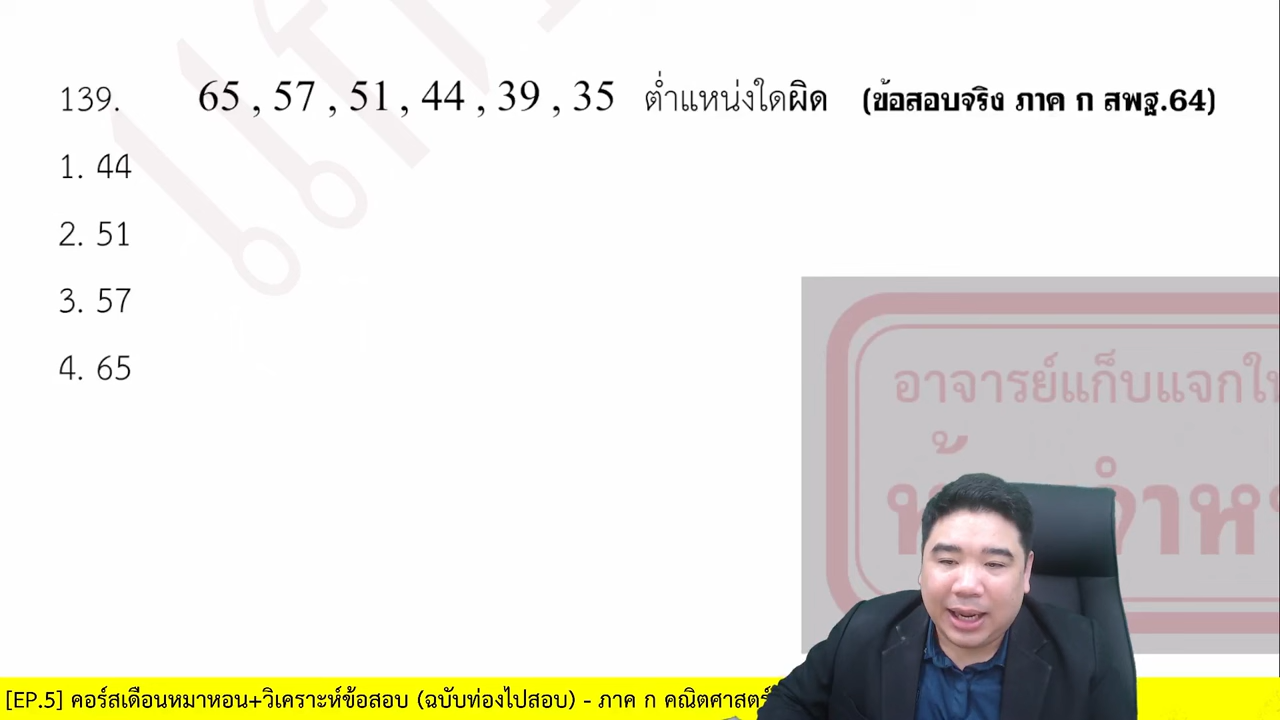 139. 65 , 57 , 51 , 44 , 39 , 35 ตำแหน่งใดผิด (ข้อสอบจริง ภาค ก สพฐ.64)
1. 44
2. 51
3. 57
4. 65
อาจารย์แก็บแจกให
[EP.5] คอร์สเดือนหมาหอน+วิเคราะห์ข้อสอบ (ฉบับท่องไปสอบ) - ภาค ก คณิตศาสตร์